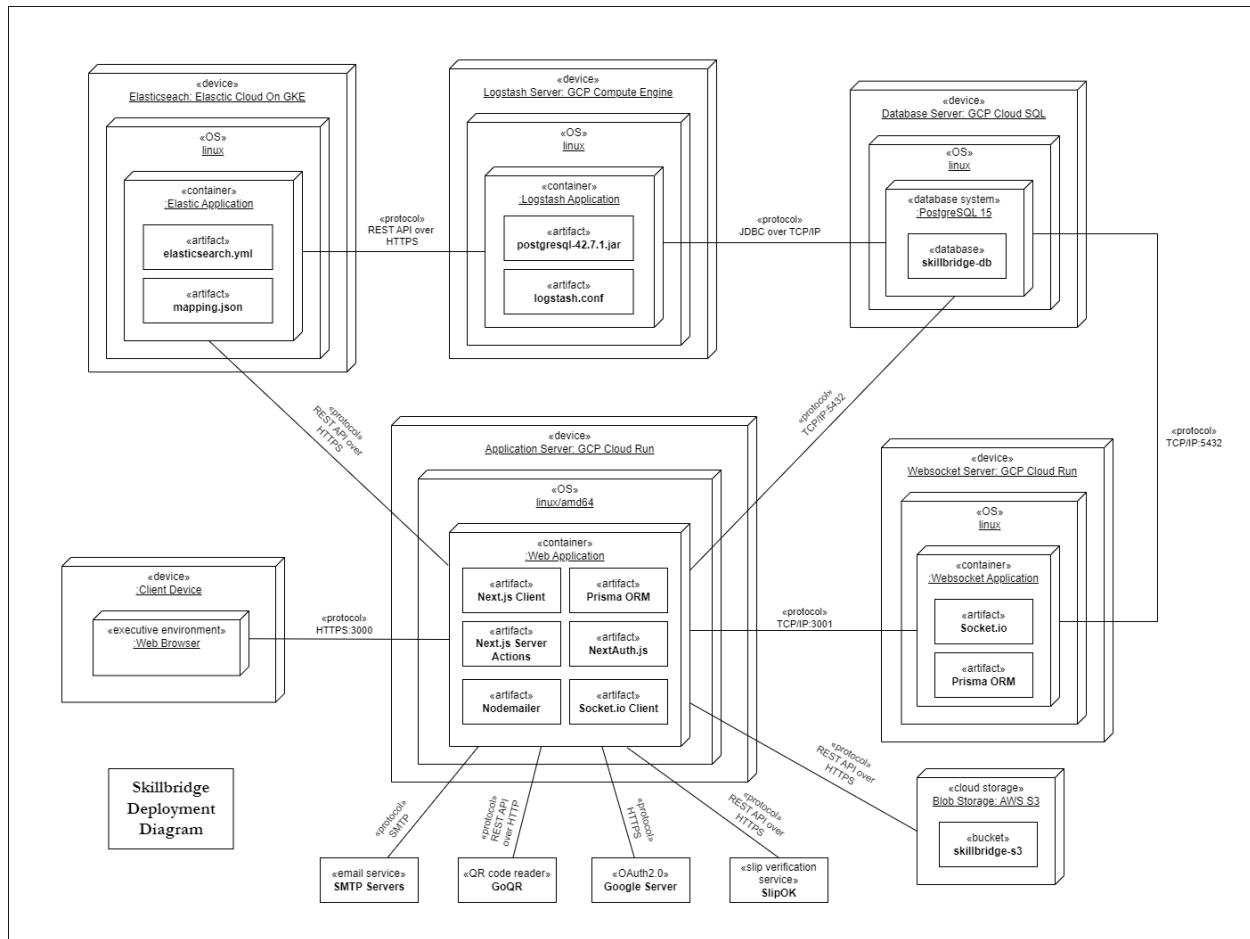 «device»
Elasticseach: Elasctic Cloud On GKE
«OS»
linux
«container»
:Elastic Application
«artifact»
elasticsearch.yml
«artifact»
mapping.json
«protocol»
REST API over
HTTPS
«device»
Logstash Server: GCP Compute Engine
«OS»
linux
«container»
:Logstash Application
«artifact»
postgresql-42.7.1.jar
«artifact»
logstash.conf
«protocol»
JDBC over TCP/IP
«device»
Database Server: GCP Cloud SQL
«OS»
linux
«database system»
:PostgreSQL 15
«database»
skillbridge-db
«protocol»
REST API over
HTTPS
«protocol»
TCP/IP:5432
«protocol»
TCP/IP:5432
«device»
Application Server: GCP Cloud Run
«OS»
linux/amd64
«container»
:Web Application
«artifact»
Next.js Client
«artifact»
Prisma ORM
«artifact»
Next.js Server
Actions
«artifact»
NextAuth.js
«artifact»
Nodemailer
«artifact»
Socket.io Client
«device»
Websocket Server: GCP Cloud Run
«OS»
linux
«container»
:Websocket Application
«artifact»
Socket.io
«artifact»
Prisma ORM
«device»
:Client Device
«executive environment»
:Web Browser
«protocol»
HTTPS:3000
«protocol»
TCP/IP:3001
«protocol»
REST API over
HTTPS
«cloud storage»
Blob Storage: AWS S3
«bucket»
skillbridge-s3
Skillbridge
Deployment
Diagram
«protocol»
SMTP
«protocol»
REST API
over HTTP
«protocol»
HTTPS
«protocol»
REST API over
HTTPS
«email service»
SMTP Servers
«QR code reader»
GoQR
«OAuth2.0»
Google Server
«slip verification
service»
SlipOK